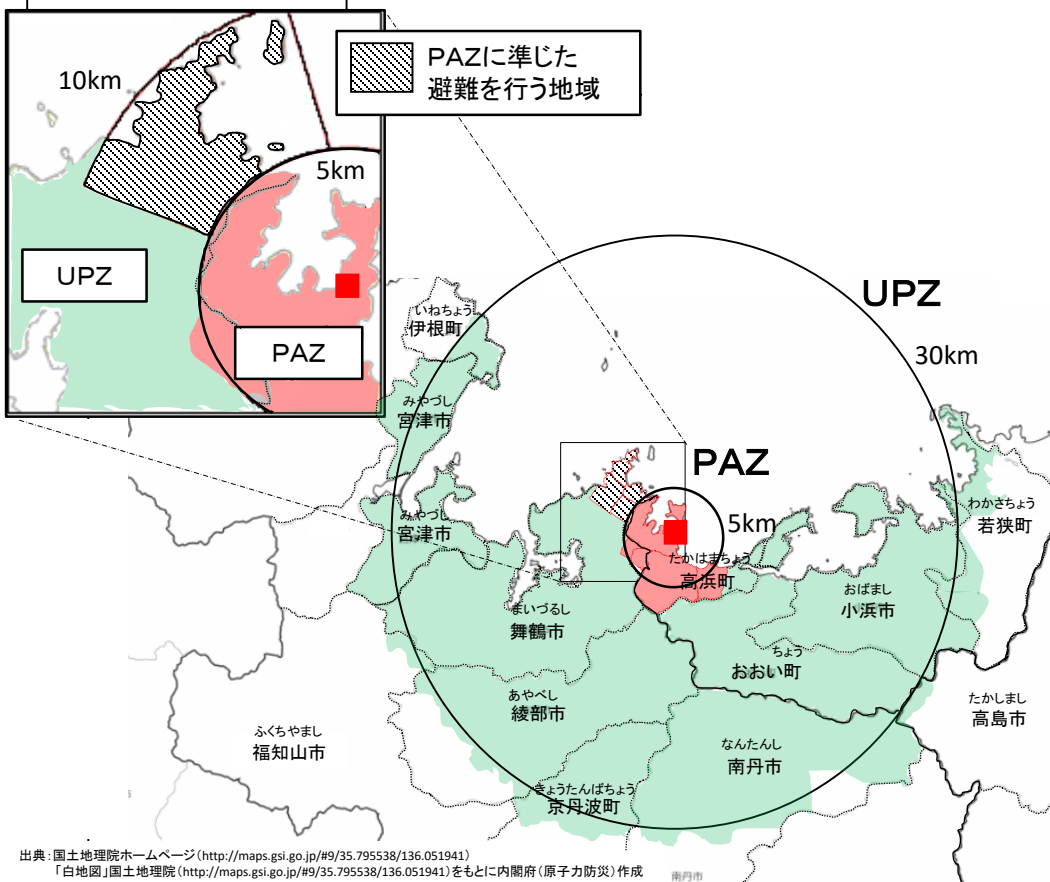 10km
PAZに準じた
避難を行う地域
5km
UPZ
PAZ
UPZ
30km
いねちょう
伊根町
みやづし
宮津市
PAZ
5km
みやづし
宮津市
わかさちょう
若狭町
たかはまちょう
高浜町
おばまし
小浜市
まいづるし
舞鶴市
ちょう
おおい町
あやべし
綾部市
たかしまし
高島市
ふくちやまし
福知山市
なんたんし
南丹市
きょうたんばちょう
京丹波町
出典:国土地理院ホームページ(http://maps.gsi.go.jp/#9/35.795538/136.051941)
「白地図」国土地理院(http://maps.gsi.go.jp/#9/35.795538/136.051941)をもとに内閣府(原子力防災)作成
南丹市